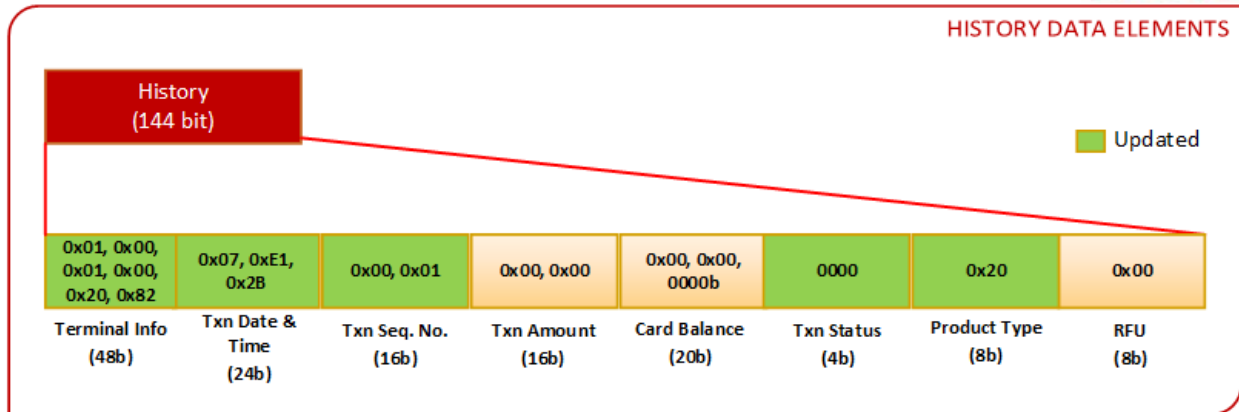 HISTORY DATA ELEMENTS
History
(144 bit)
Updated
0x01, 0x00,
0x01, 0x00,
0x20, 0x82
0x07, 0xE1,
0x2B
0x00, 0x01
0x00, 0x00
0x00, 0x00,
0000b
0000
0x20
0x00
Terminal Info
(48b)
Txn Date &
Time
(24b)
Txn Seq. No.
(16b)
Txn Amount
(16b)
Card Balance
(20b)
Txn Status
(4b)
Product Type
(8b)
RFU
(8b)